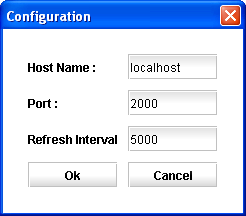 Configuration
Host Name : localhost
Port : 2000
Refresh Interval 5000
Ok Cancel